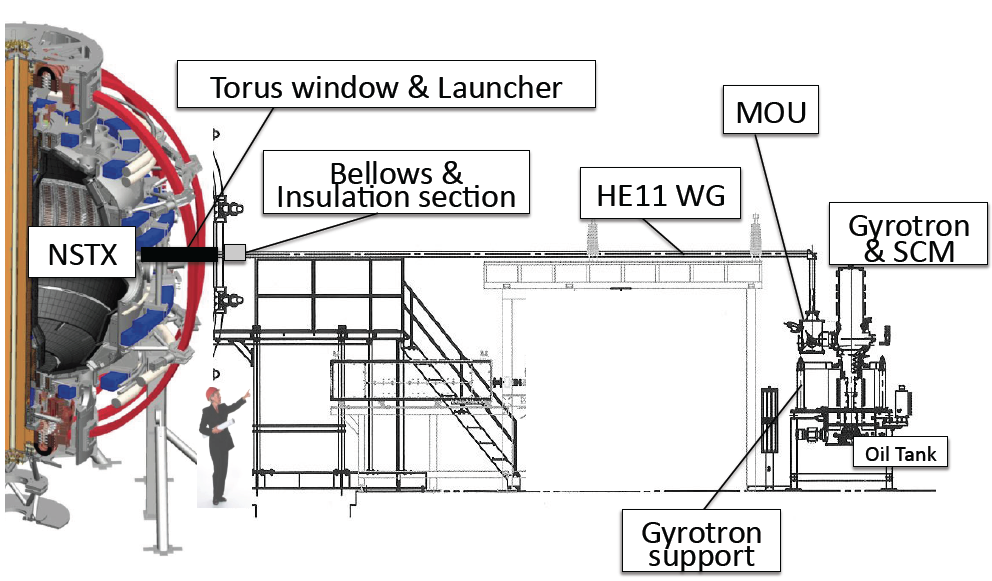 Torus window & Launcher
MOU
Bellows &
Insulation section
HE11 WG
Gyrotron
& SCM
NSTX
Oil Tank
Gyrotron
support